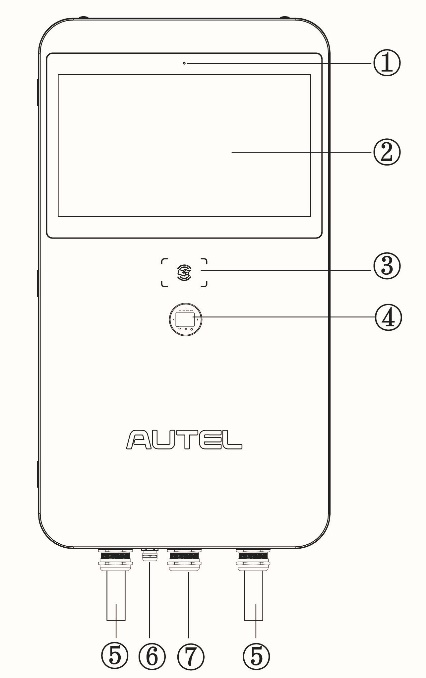 ①
②
③
④
AUTEL
⑤ ⑥ ⑦ ⑤